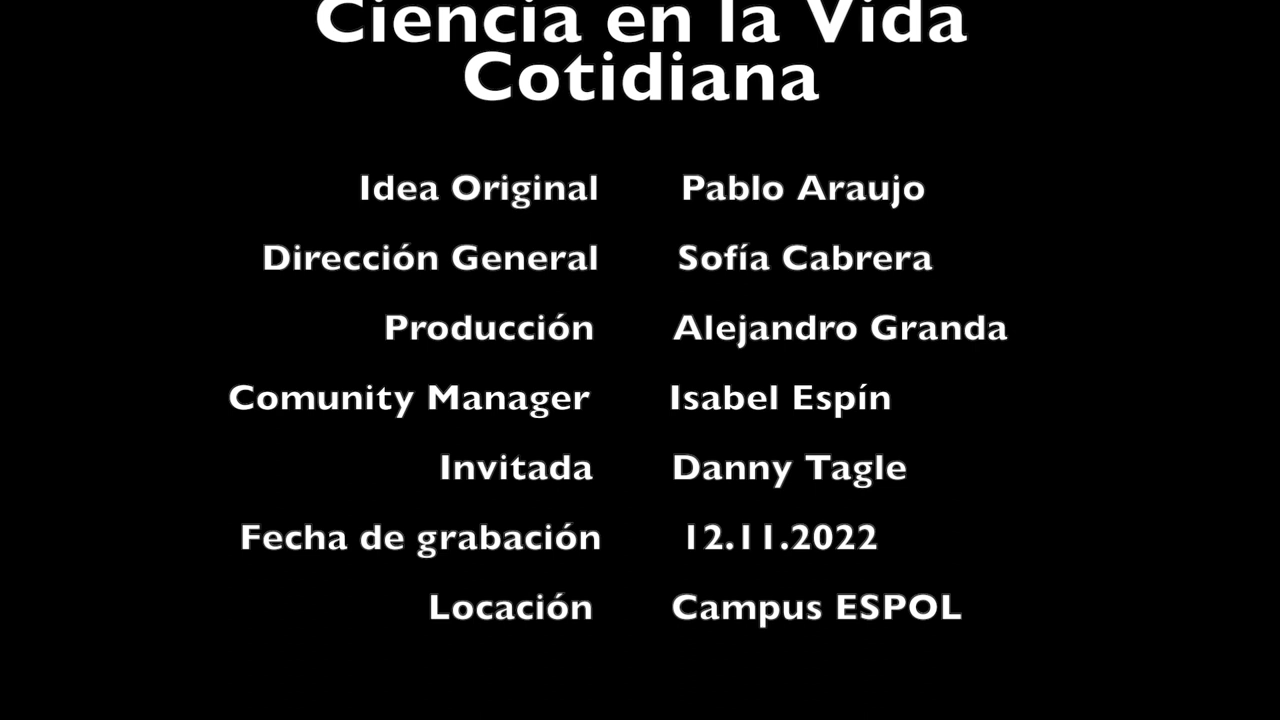 Ciencia en la Vida
Cotidiana
Idea Original Pablo Araujo
Dirección General Sofía Cabrera
Producción Alejandro Granda
Comunity Manager Isabel Espín
Invitada Danny Tagle
Fecha de grabación 12.11.2022
Locación Campus ESPOL